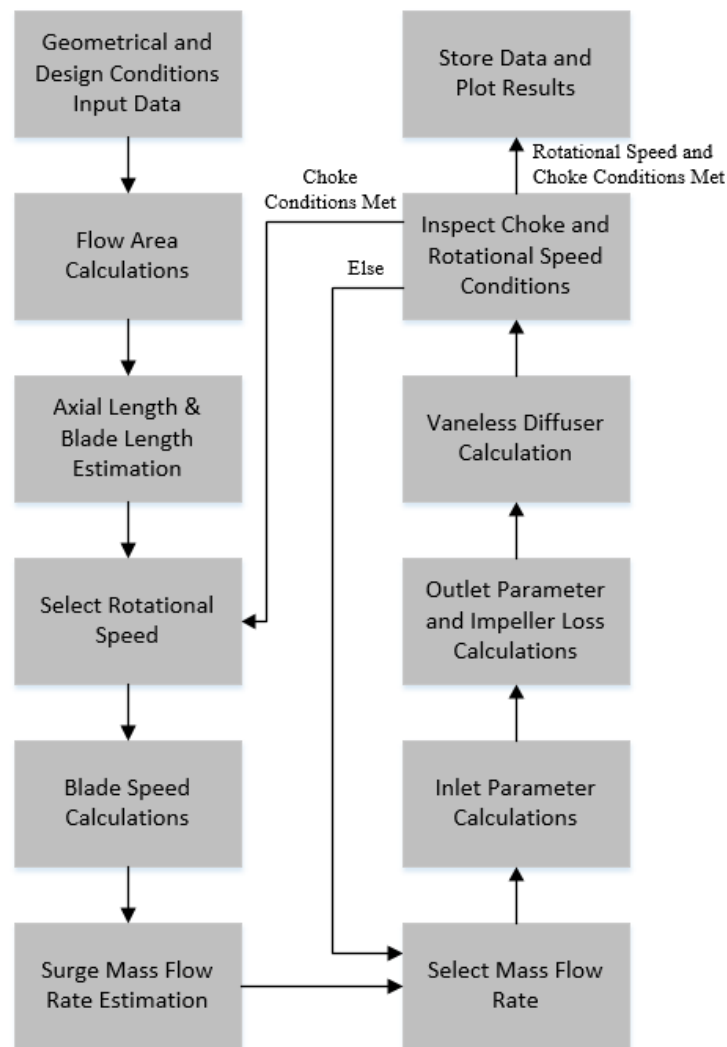 Geometrical and
Design Conditions
Input Data
Flow Area
Calculations
Axial Length &
Blade Length
Estimation
Select Rotational
Speed
Blade Speed
Calculations
Surge Mass Flow
Rate Estimation
Select Mass Flow
Rate
Inlet Parameter
Calculations
Outlet Parameter
and Impeller Loss
Calculations
Vaneless Diffuser
Calculation
Inspect Choke and
Rotational Speed
Conditions
Choke
Conditions Met
Else
Rotational Speed and
Choke Conditions Met
Store Data and
Plot Results